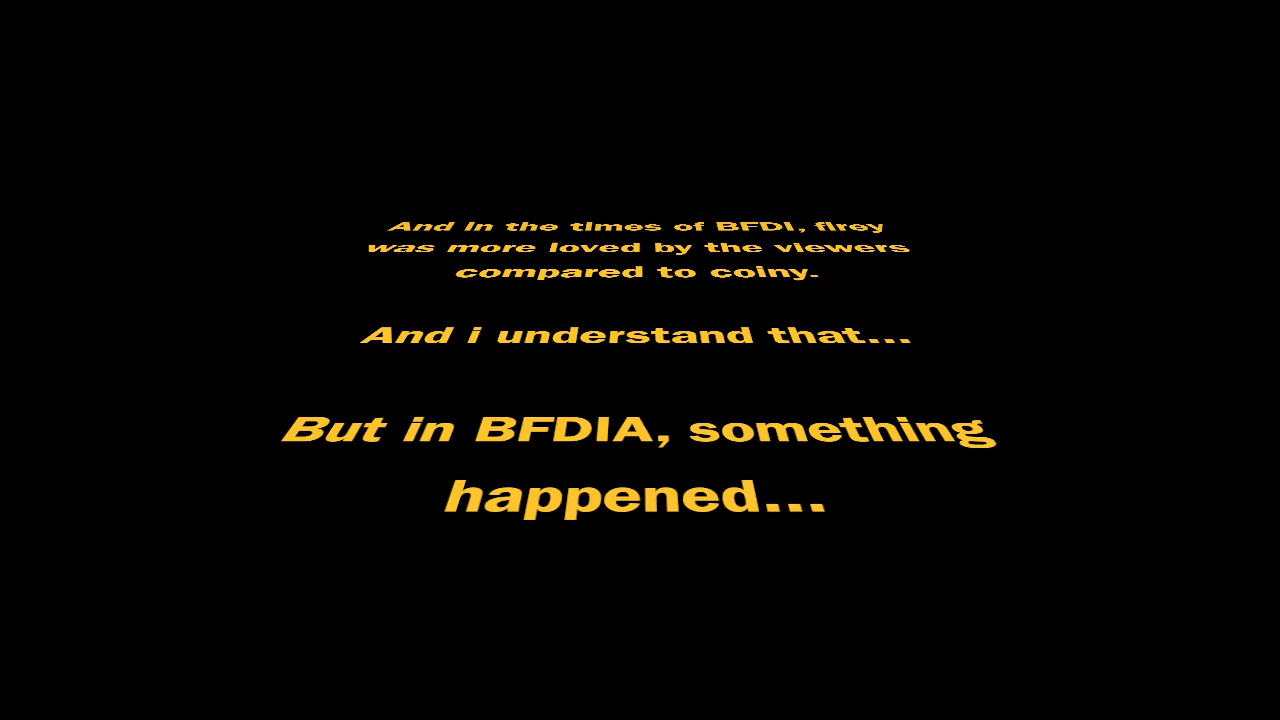 And in the times of BFDI, firey
was more loved by the viewers
compared to coiny.
And i understand that...
But in BFDIA, something
happened...